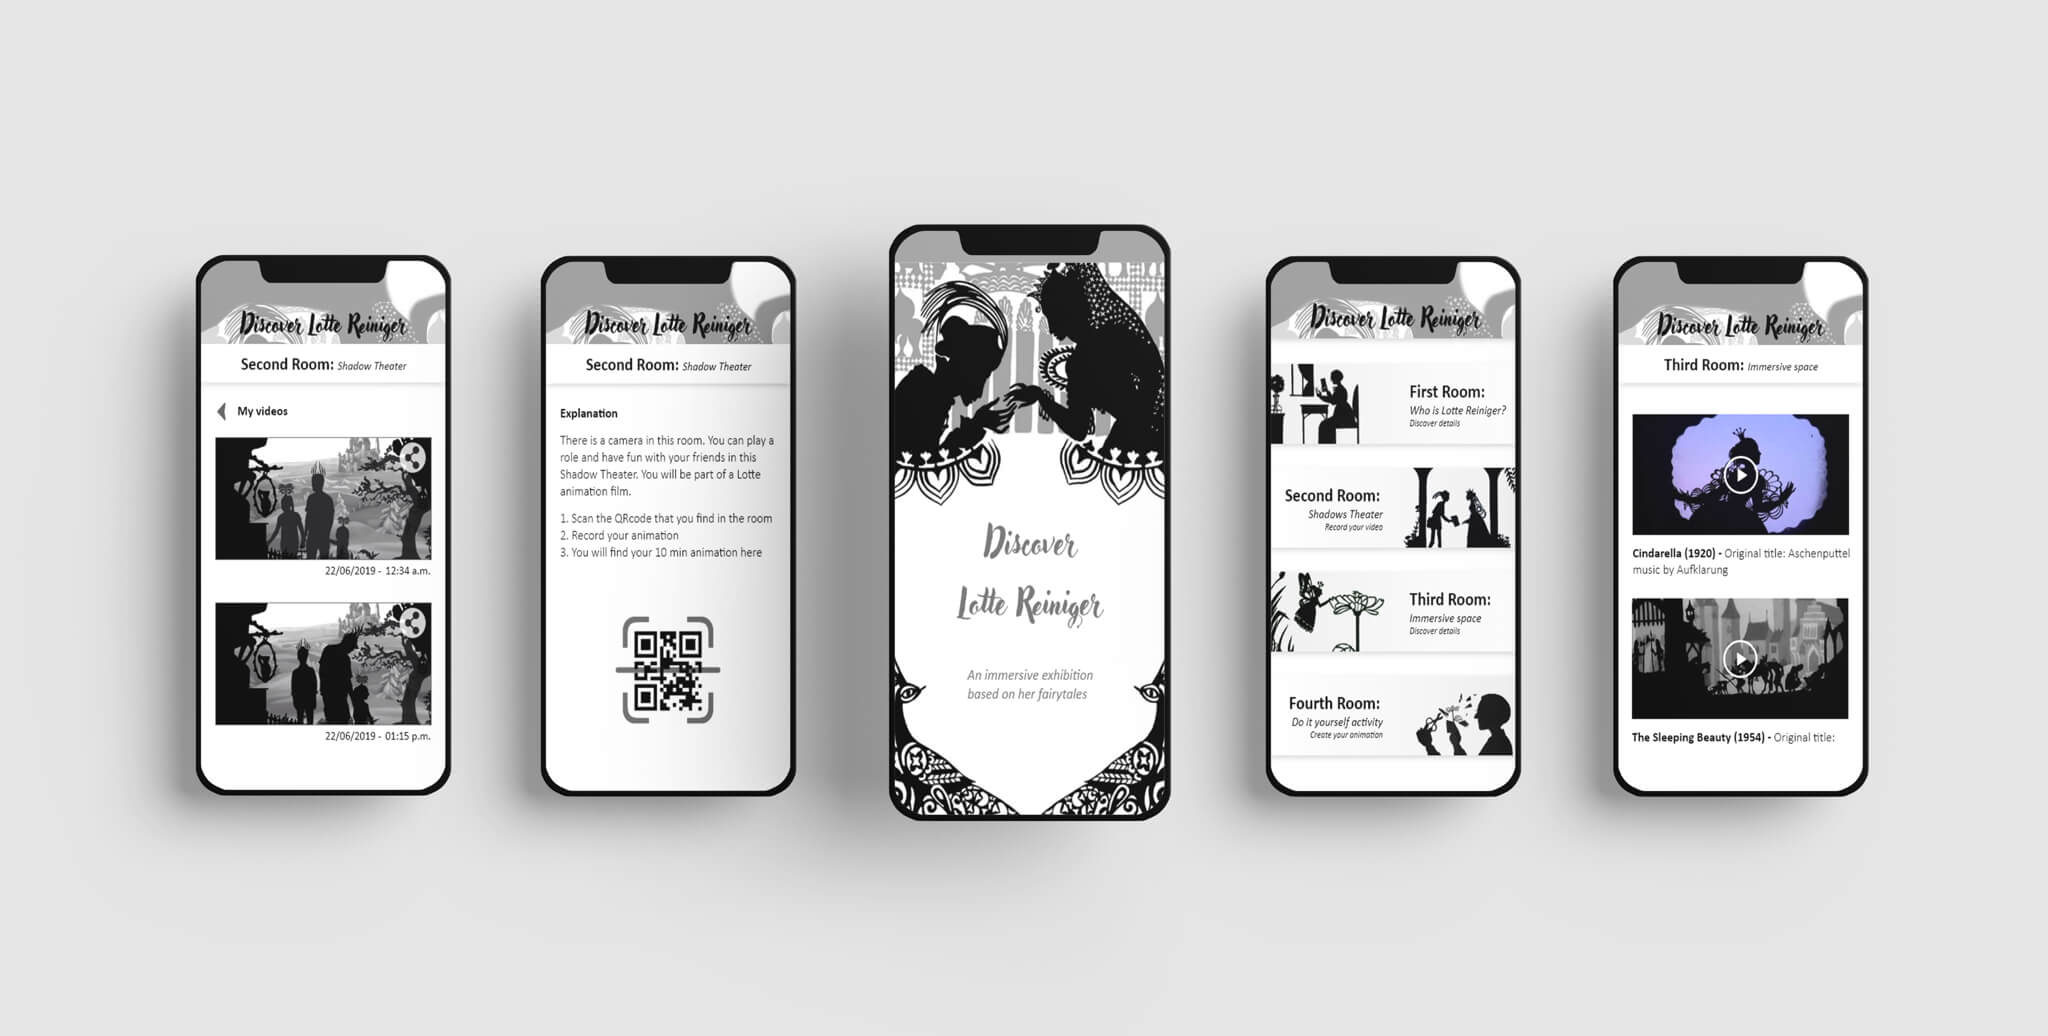 Discover Lotte Reiniger
Second Room: Shadow Theater
My videos
22/06/2019 - 12:34 a.m.
22/06/2019 - 01:15 p.m.
Discover Lotte Reiniger
Second Room: Shadow Theater
Explanation
There is a camera in this room. You can play a
role and have fun with your friends in this
Shadow Theater. You will be part of a Lotte
animation film.
1. Scan the QRcode that you find in the room
2. Record your animation
3. You will find your 10 min animation here
Discover
Lotte Reiniger
An immersive exhibition
based on her fairytales
Discover Lotte Reiniger
First Room:
Who is Lotte Reiniger?
Discover details
Second Room:
Shadows Theater
Record your video
Third Room:
Immersive space
Discover details
Fourth Room:
Do it yourself activity
Create your animation
Discover Lotte Reiniger
Third Room: Immersive space
Cindarella (1920) - Original title: Aschenputtel
music by Aufklarung
The Sleeping Beauty (1954) - Original title: